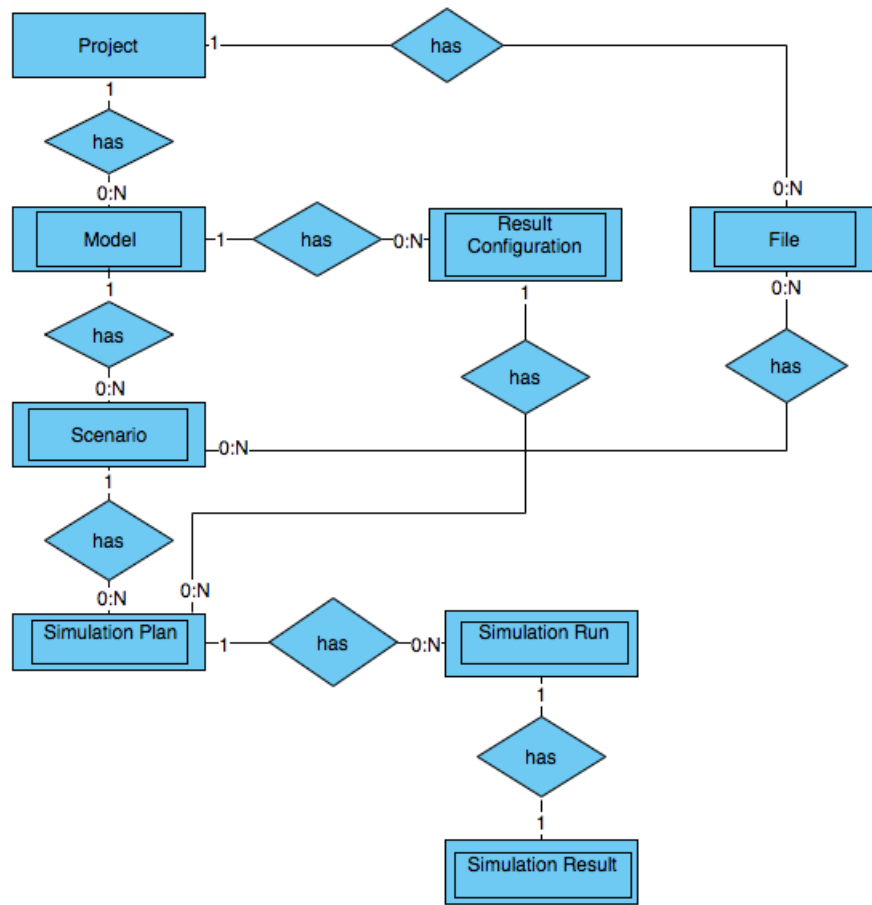 Project
1
has
1
has
0:N
0:N
Model
1
has
0:N
Result
Configuration
File
1
1
0:N
has
has
has
0:N
Scenario
0:N
1
has
0:N
0:N
Simulation Plan
1
has
0:N
Simulation Run
1
has
1
Simulation Result